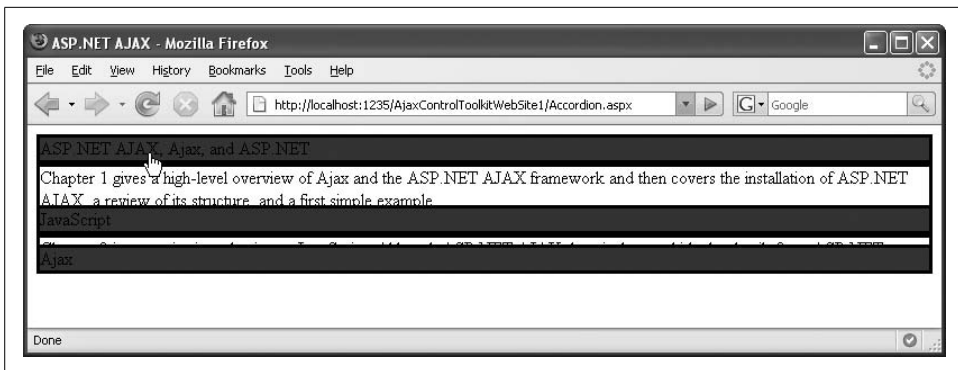 ASP.NET AJAX - Mozilla Firefox
File Edit View History Bookmarks Tools Help
http://localhost:1235/AjaxControlToolkitWebSite1/Accordion.aspx G Google
ASP.NET AJAX, Ajax, and ASP.NET
Chapter 1 gives a high-level overview of Ajax and the ASP.NET AJAX framework and then covers the installation of ASP.NET
AJAX, a review of its structure, and a first simple example
JavaScript
Ajax
Done